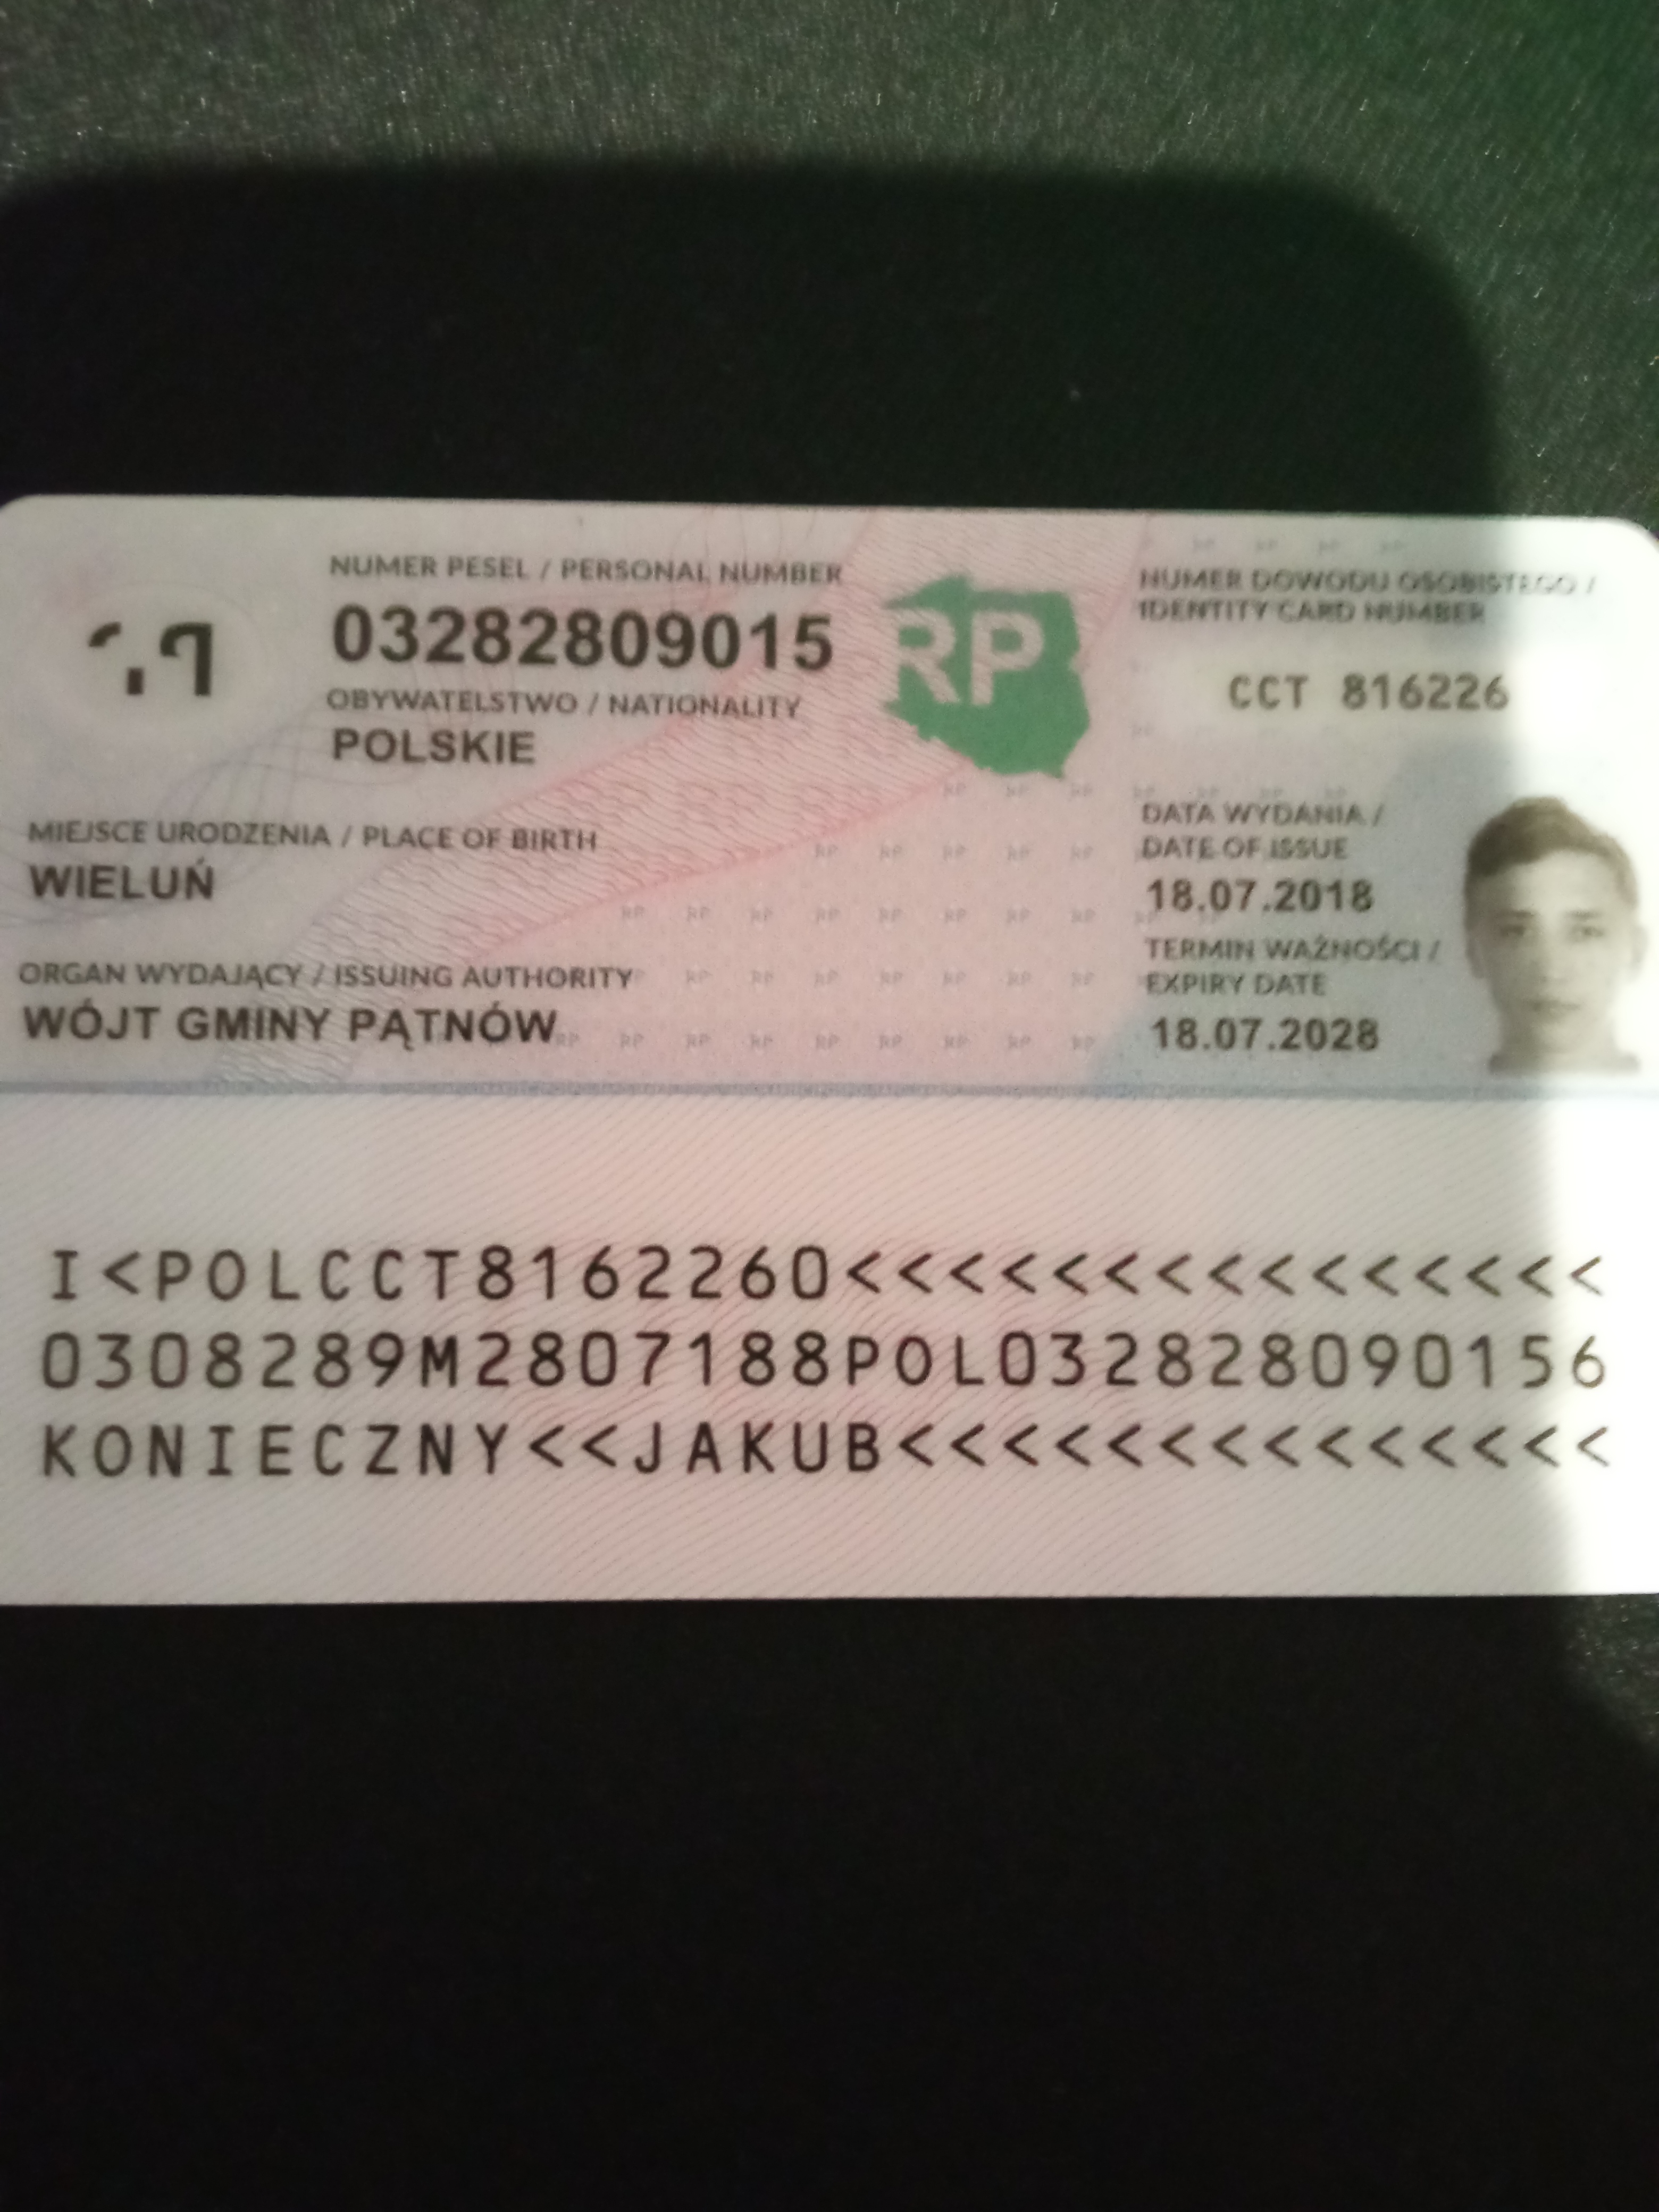 NUMER PESEL / PERSONAL NUMBER
03282809015
OBYWATELSTWO / NATIONALITY
POLSKIE
MIEJSCE URODZENIA / PLACE OF BIRTH
WIELUŃ
ORGAN WYDAJĄCY / ISSUING AUTHORITY
WÓJT GMINY PĄTNÓW
RP
NUMER DOWODU OSOBISTEGO /
IDENTITY CARD NUMBER
CCT 816226
DATA WYDANIA /
DATE OF ISSUE
18.07.2018
TERMIN WAŻNOŚCI /
EXPIRY DATE
18.07.2028
I<POLCCT8162260<<<<<<<<<<<<<<<
0308289M2807188POL032828090156
KONIECZNY<<JAKUB<<<<<<<<<<<<<<